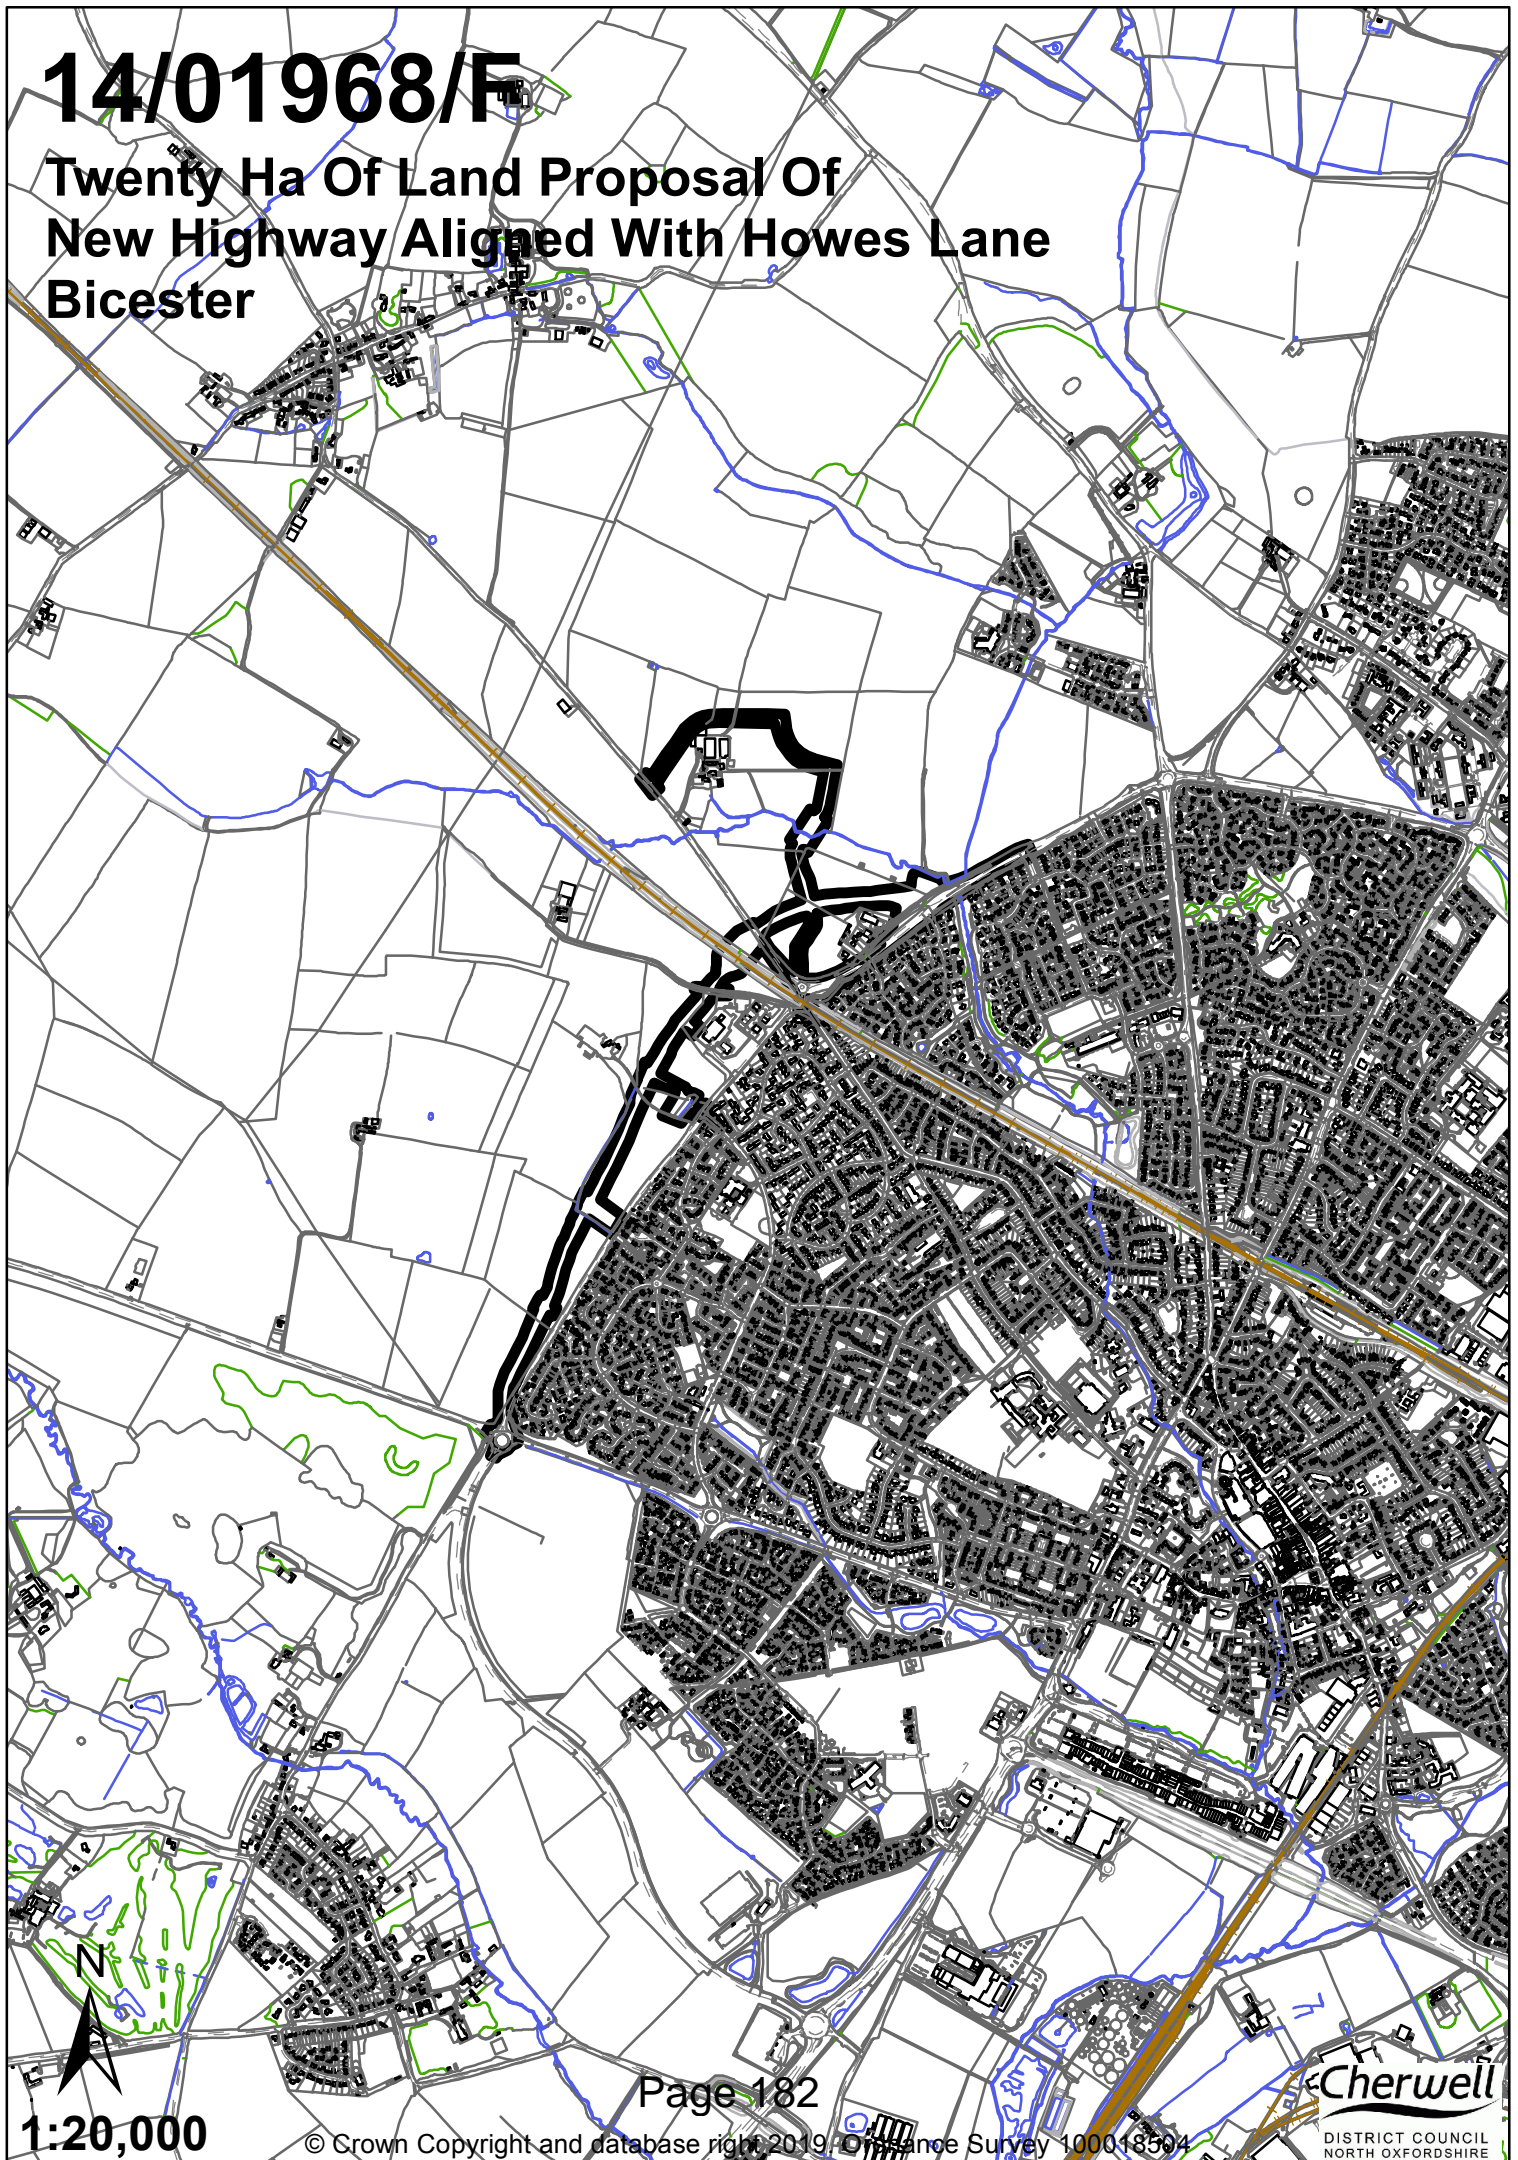 14/01968/F
Twenty Ha Of Land Proposal Of
New Highway Aligned With Howes Lane
Bicester
N
1:20,000
Page 182
© Crown Copyright and database right 2019. Ordnance Survey 100018504
Cherwell
DISTRICT COUNCIL
NORTH OXFORDSHIRE